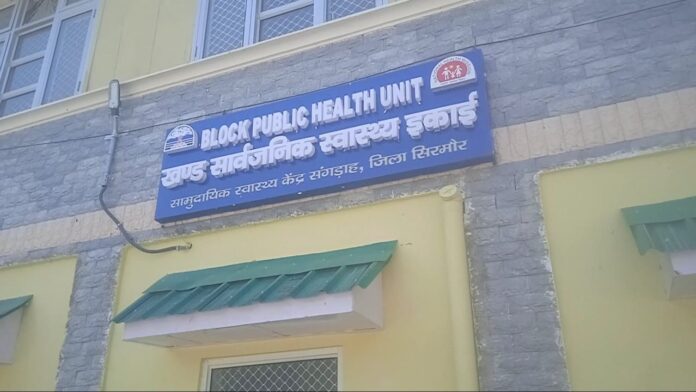 BLOCK PUBLIC HEALTH UNIT
खण्ड सार्वजनिक स्वास्थ्य इकाई
सामुदायिक स्वास्थ्य केंद्र संगड़ाह, जिला सिरमौर